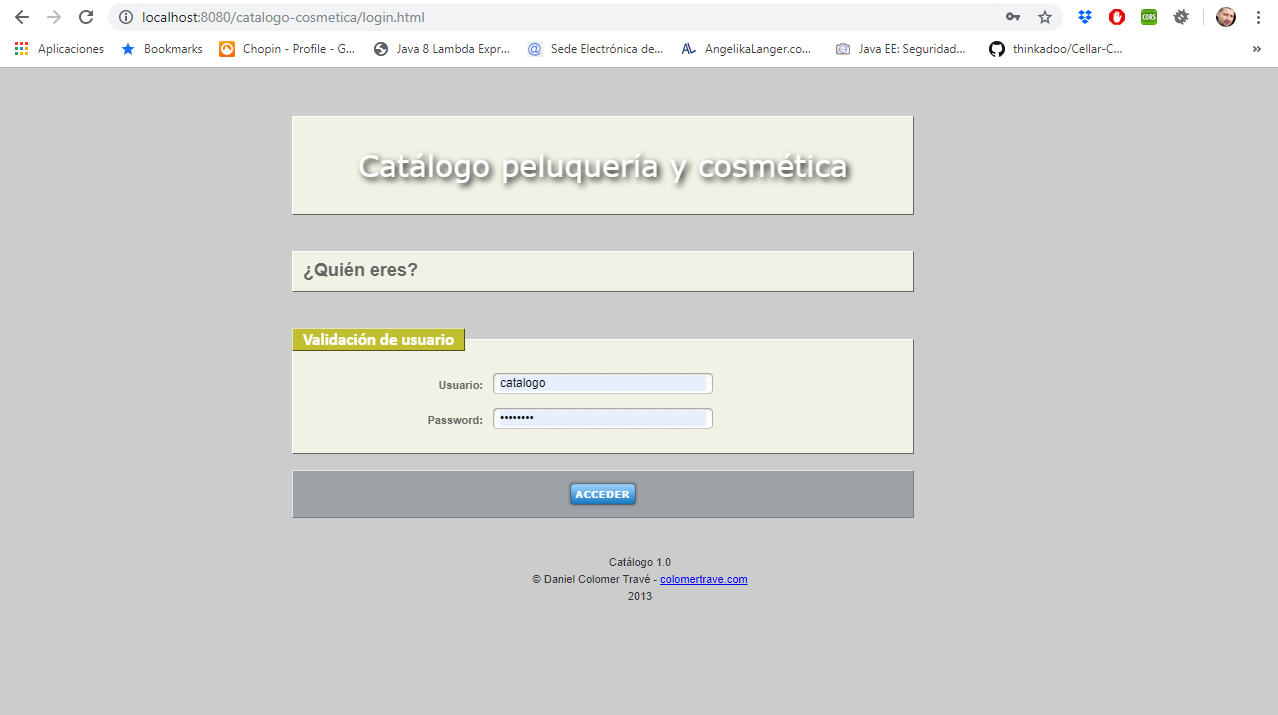 localhost:8080/catalogo-cosmetica/login.html
CORS
Aplicaciones Bookmarks Chopin - Profile - G... Java 8 Lambda Expr... Sede Electrónica de... AL AngelikaLanger.co... Java EE: Seguridad... thinkadoo/Cellar-C... »
Catálogo peluquería y cosmética
¿Quién eres?
Validación de usuario
Usuario: catalogo
Password: ••••••••
ACCEDER
Catálogo 1.0
© Daniel Colomer Travé - colomertrave.com
2013